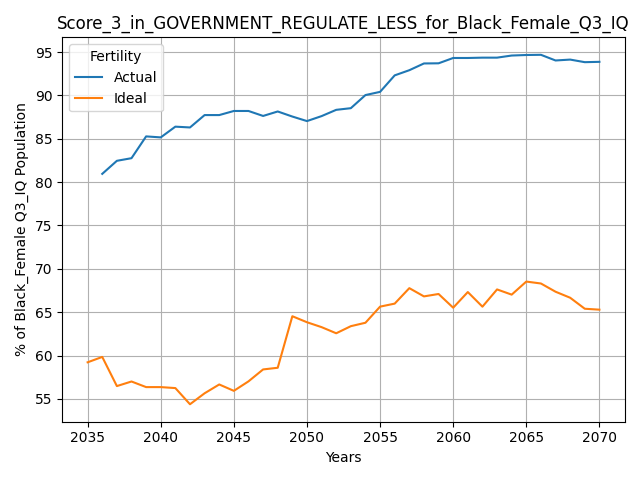 Score_3_in_GOVERNMENT_REGULATE_LESS_for_Black_Female_Q3_IQ
Fertility
Actual
Ideal
% of Black_Female Q3_IQ Population
95
90
85
80
75
70
65
60
55
2035 2040 2045 2050 2055 2060 2065 2070
Years